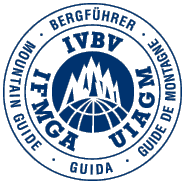 · BERGFÜHRER ·
MOUNTAIN GUIDE ·
GUIDA ·
GUIDE DE MONTAGNE
IVBV
IFMGA
UIAGM